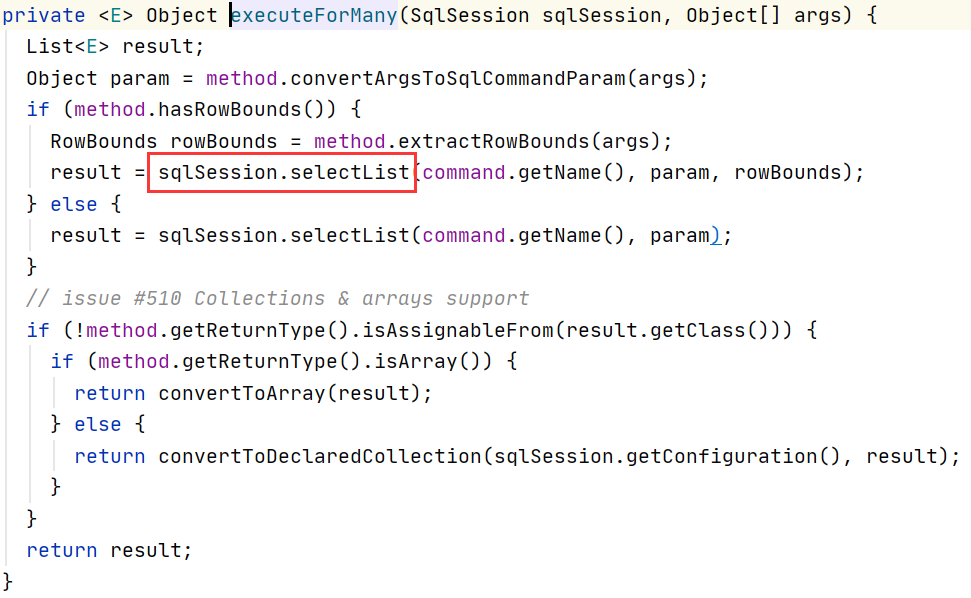 private <E> Object executeForMany(SqlSession sqlSession, Object[] args) {
List<E> result;
Object param = method.convertArgsToSqlCommandParam(args);
if (method.hasRowBounds()) {
RowBounds rowBounds = method.extractRowBounds(args);
result = sqlSession.selectList(command.getName(), param, rowBounds);
} else {
result = sqlSession.selectList(command.getName(), param);
}
// issue #510 Collections & arrays support
if (!method.getReturnType().isAssignableFrom(result.getClass())) {
if (method.getReturnType().isArray()) {
return convertToArray(result);
} else {
return convertToDeclaredCollection(sqlSession.getConfiguration(), result);
}
}
return result;
}